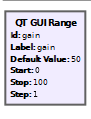 QT GUI Range
Id: gain
Label: gain
Default Value: 50
Start: 0
Stop: 100
Step: 1